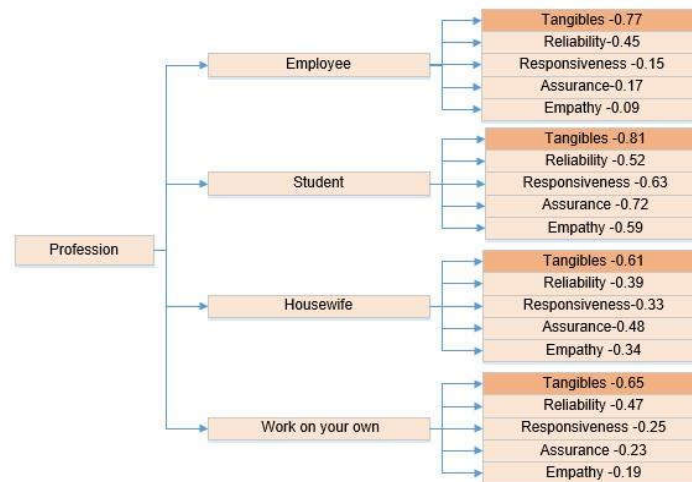 Profession
Employee
Tangibles -0.77
Reliability-0.45
Responsiveness -0.15
Assurance-0.17
Empathy -0.09
Student
Tangibles -0.81
Reliability -0.52
Responsiveness -0.63
Assurance -0.72
Empathy -0.59
Housewife
Tangibles -0.61
Reliability -0.39
Responsiveness-0.33
Assurance-0.48
Empathy -0.34
Work on your own
Tangibles -0.65
Reliability -0.47
Responsiveness -0.25
Assurance -0.23
Empathy -0.19